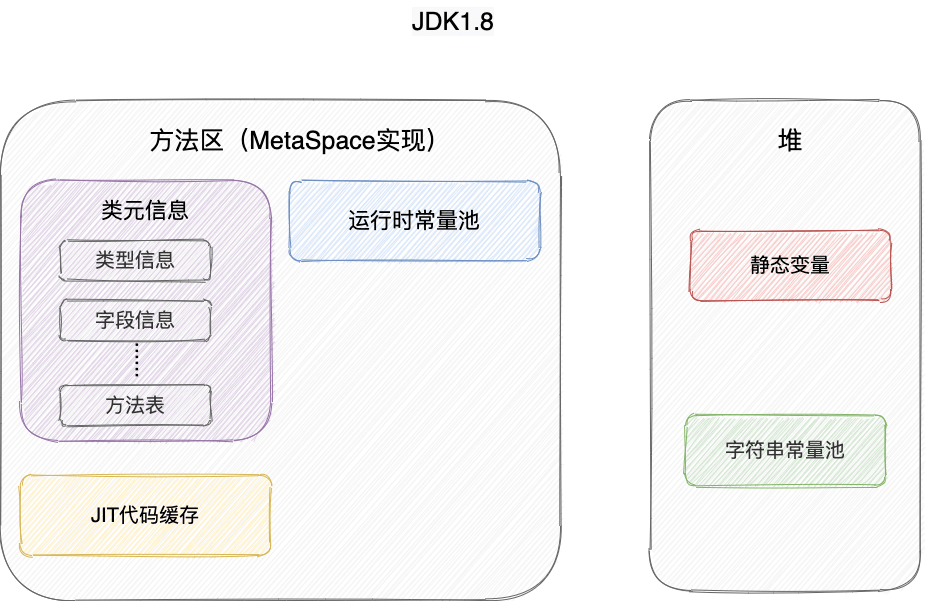 JDK1.8
方法区（MetaSpace实现）
类元信息
类型信息
字段信息
方法表
运行时常量池
JIT代码缓存
堆
静态变量
字符串常量池